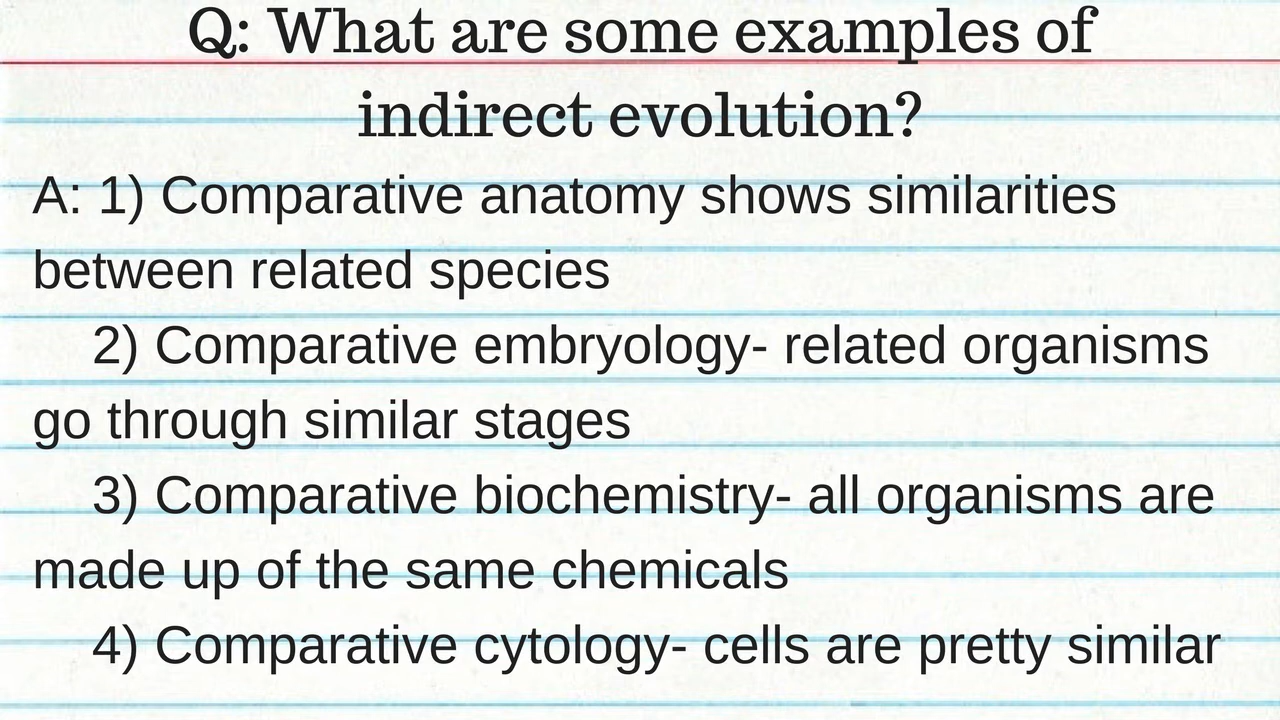 Q: What are some examples of
indirect evolution?
A: 1) Comparative anatomy shows similarities
between related species
2) Comparative embryology- related organisms
go through similar stages
3) Comparative biochemistry- all organisms are
made up of the same chemicals
4) Comparative cytology- cells are pretty similar